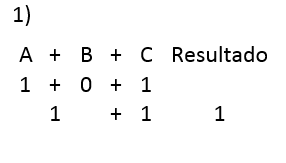 1)
A + B + C Resultado
1 + 0 + 1
1 + 1 1